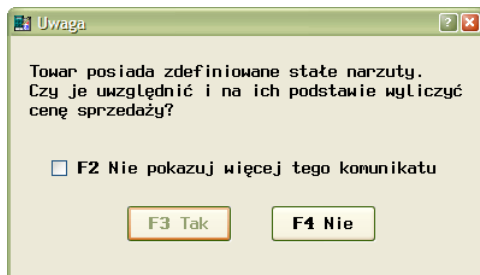 Uwaga
Towar posiada zdefiniowane stałe narzuty.
Czy je uwzględnić i na ich podstawie wyliczyć
cenę sprzedaży?
F2 Nie pokazuj więcej tego komunikatu
F3 Tak F4 Nie